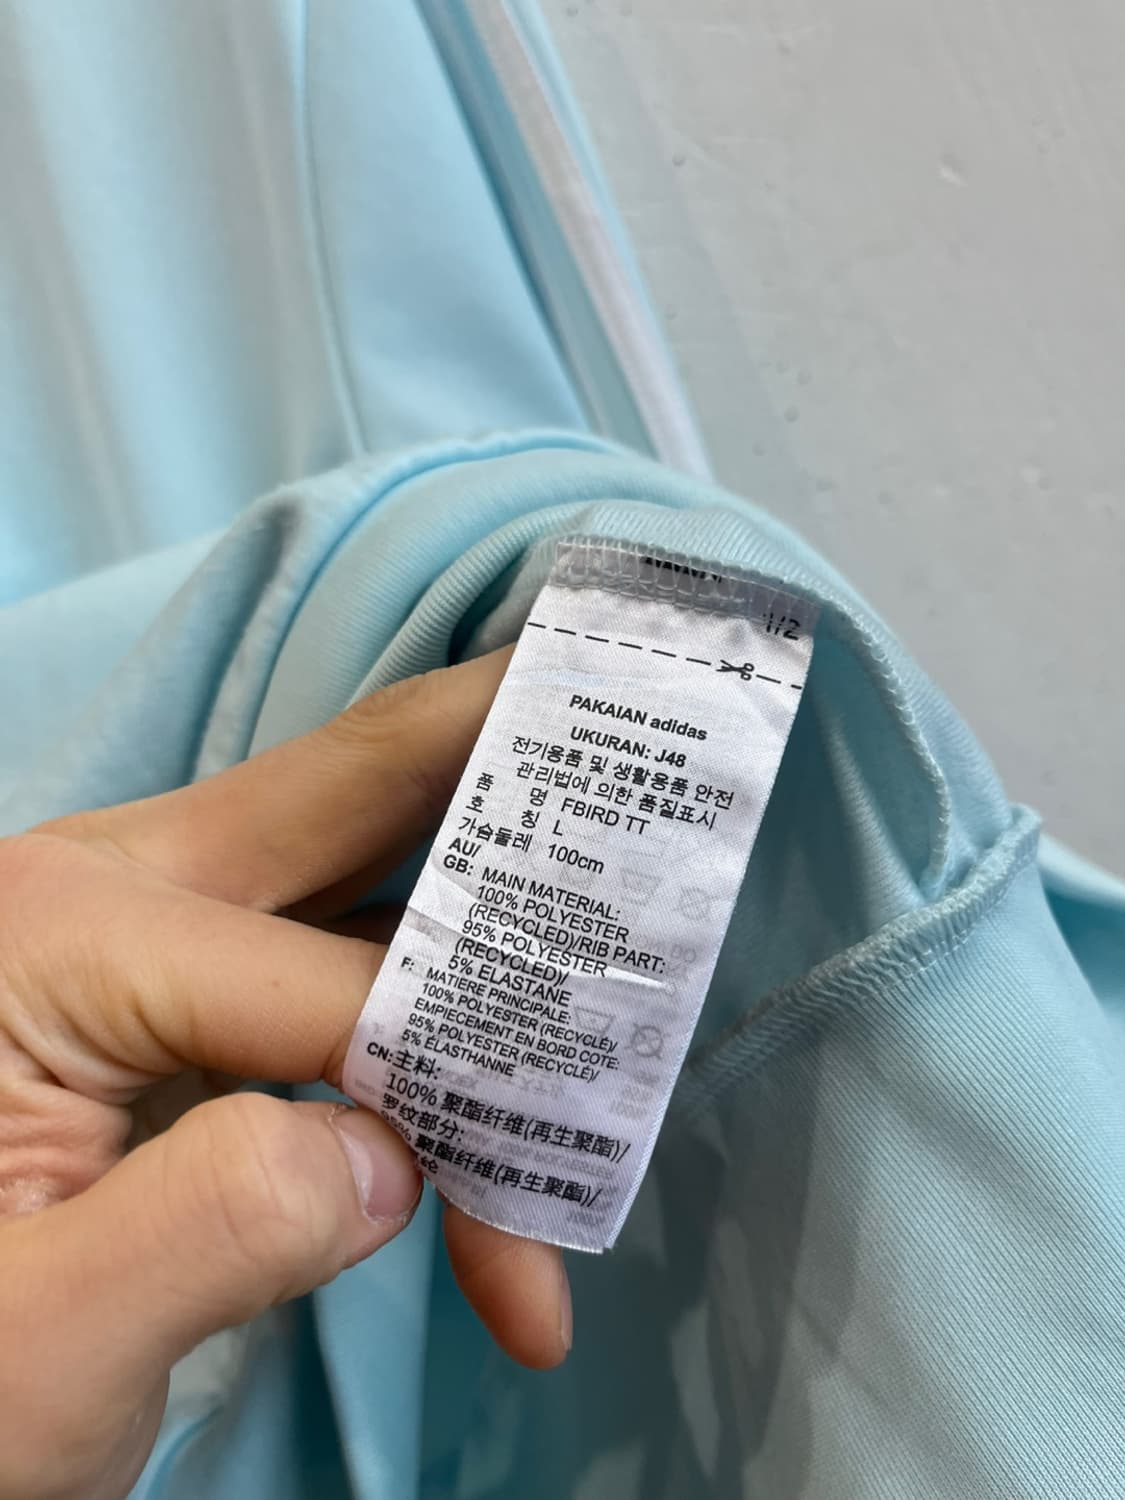 1/2
PAKAIAN adidas
UKURAN: J48
전기용품 및 생활용품 안전
관리법에 의한 품질표시
품 명 FBIRD TT
호 칭 L
가슴둘레 100cm
AU/
GB: MAIN MATERIAL:
100% POLYESTER
(RECYCLED)/RIB PART:
95% POLYESTER
(RECYCLED)/
5% ELASTANE
F: MATIERE PRINCIPALE:
100% POLYESTER (RECYCLÉ)/
EMPIECEMENT EN BORD COTE:
95% POLYESTER (RECYCLÉ)/
5% ÉLASTHANNE
CN: 主料:
100% 聚酯纤维(再生聚酯)/
罗纹部分:
95% 聚酯纤维(再生聚酯)/